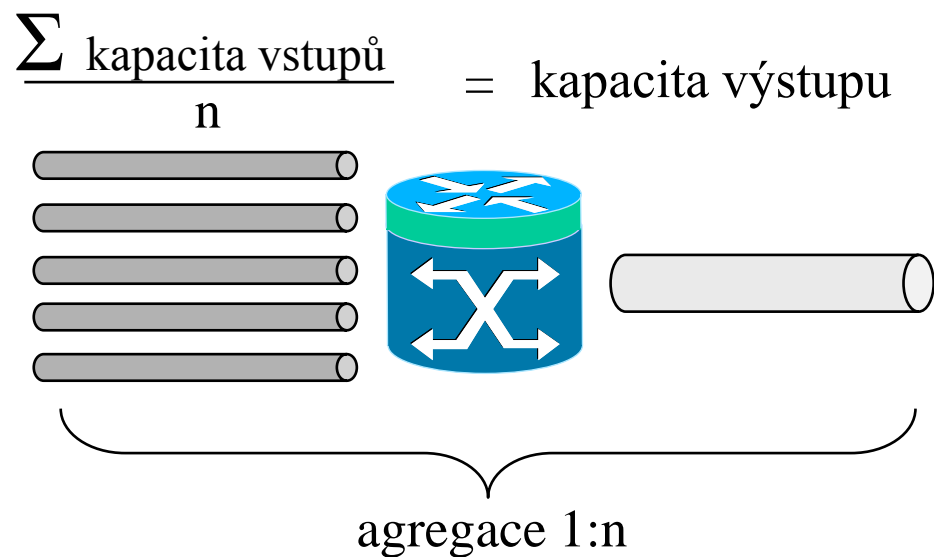 Σ kapacita vstupů
n
= kapacita výstupu
agregace 1:n